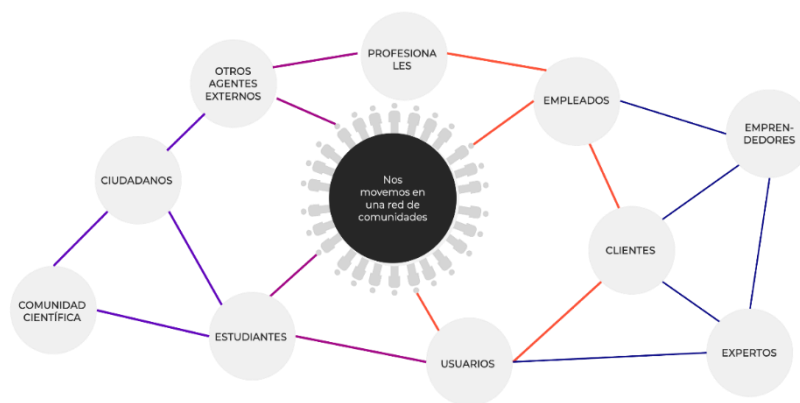 PROFESIONA
LES
OTROS
AGENTES
EXTERNOS
EMPLEADOS
EMPREN-
DEDORES
CIUDADANOS
Nos
movemos en
una red de
comunidades
CLIENTES
COMUNIDAD
CIENTÍFICA
ESTUDIANTES
USUARIOS
EXPERTOS